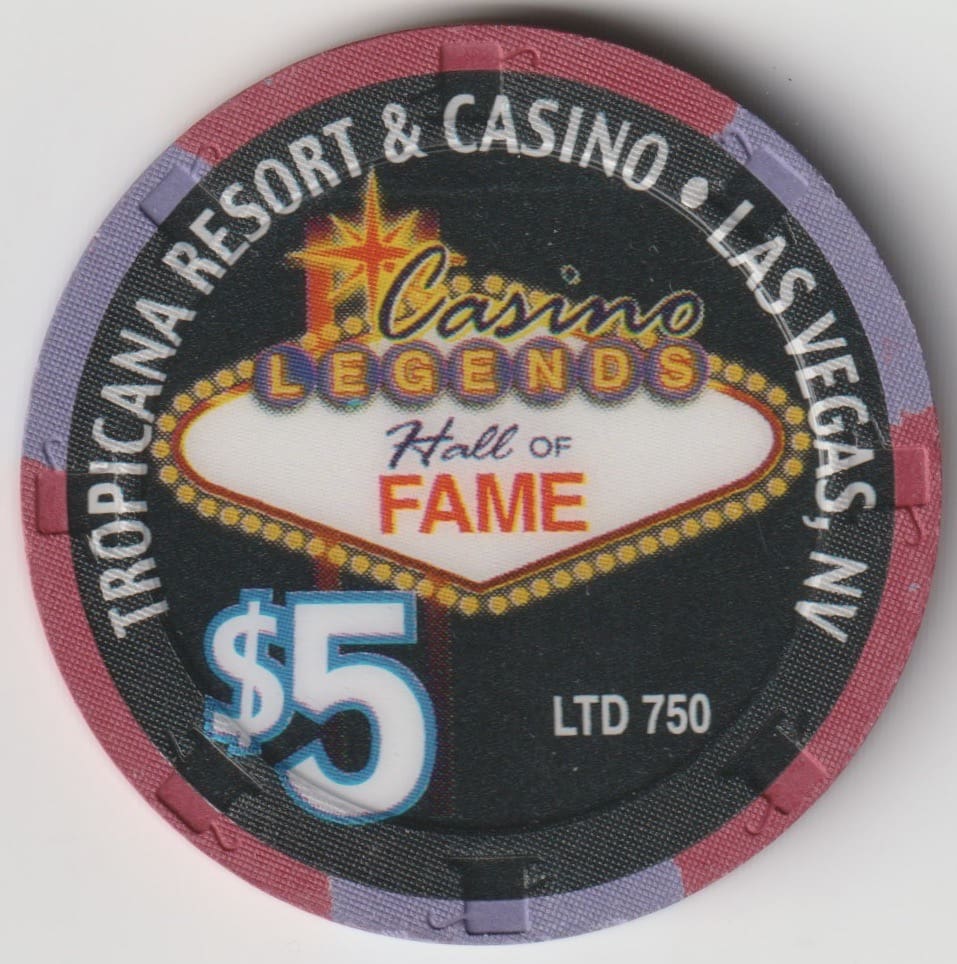 TROPICANA RESORT & CASINO • LAS VEGAS, NV
Casino
LEGENDS
Hall OF
FAME
$5
LTD 750